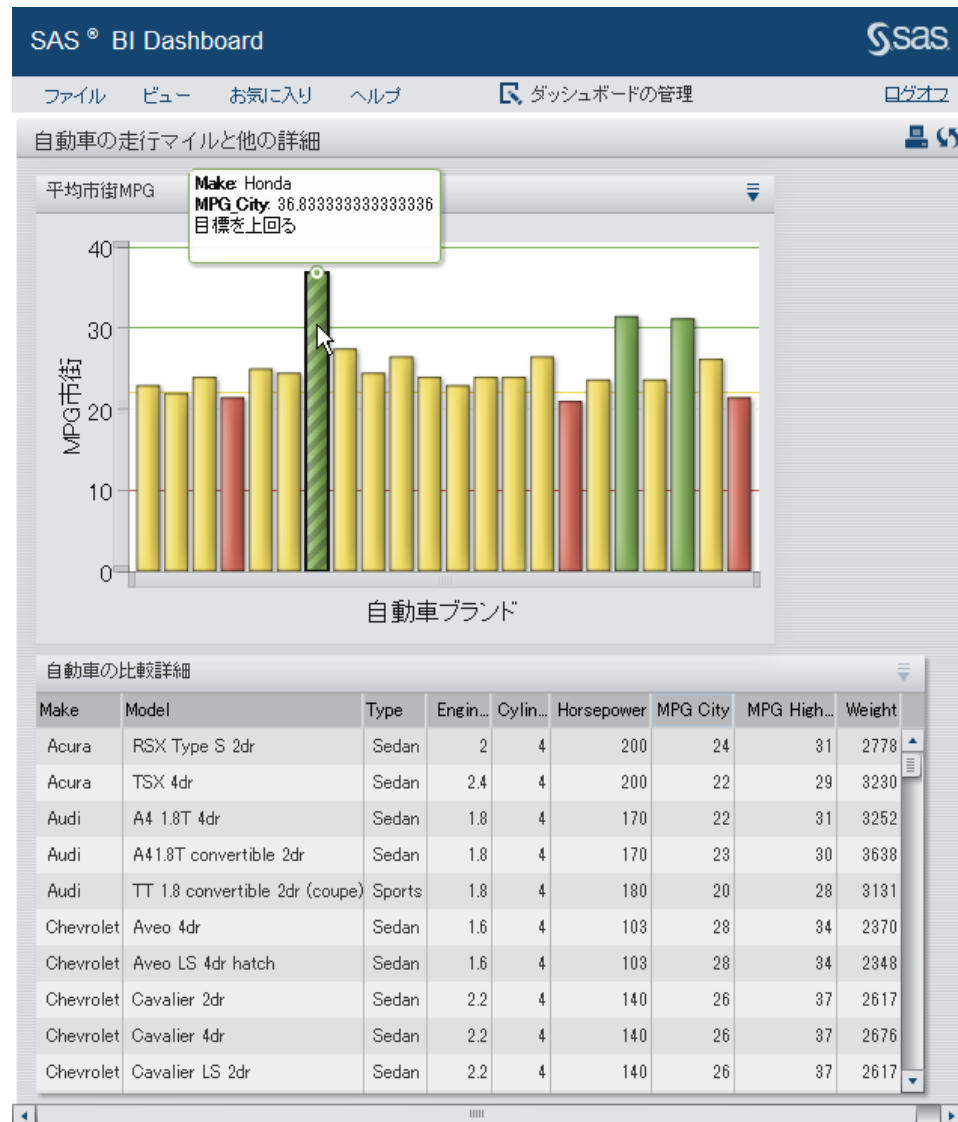 SAS ® BI Dashboard
sas
ファイル ビュー お気に入り ヘルプ ダッシュボードの管理 ログオフ
自動車の走行マイルと他の詳細
平均市街MPG
Make: Honda
MPG_City: 36.833333333333336
目標を上回る
40
30
20
10
0
MPG市街
自動車ブランド
自動車の比較詳細
Make Model Type Engin... Cylin... Horsepower MPG City MPG High... Weight
Acura RSX Type S 2dr Sedan 2 4 200 24 31 2778
Acura TSX 4dr Sedan 2.4 4 200 22 29 3230
Audi A4 1.8T 4dr Sedan 1.8 4 170 22 31 3252
Audi A41.8T convertible 2dr Sedan 1.8 4 170 23 30 3638
Audi TT 1.8 convertible 2dr (coupe) Sports 1.8 4 180 20 28 3131
Chevrolet Aveo 4dr Sedan 1.6 4 103 28 34 2370
Chevrolet Aveo LS 4dr hatch Sedan 1.6 4 103 28 34 2348
Chevrolet Cavalier 2dr Sedan 2.2 4 140 26 37 2617
Chevrolet Cavalier 4dr Sedan 2.2 4 140 26 37 2676
Chevrolet Cavalier LS 2dr Sedan 2.2 4 140 26 37 2617